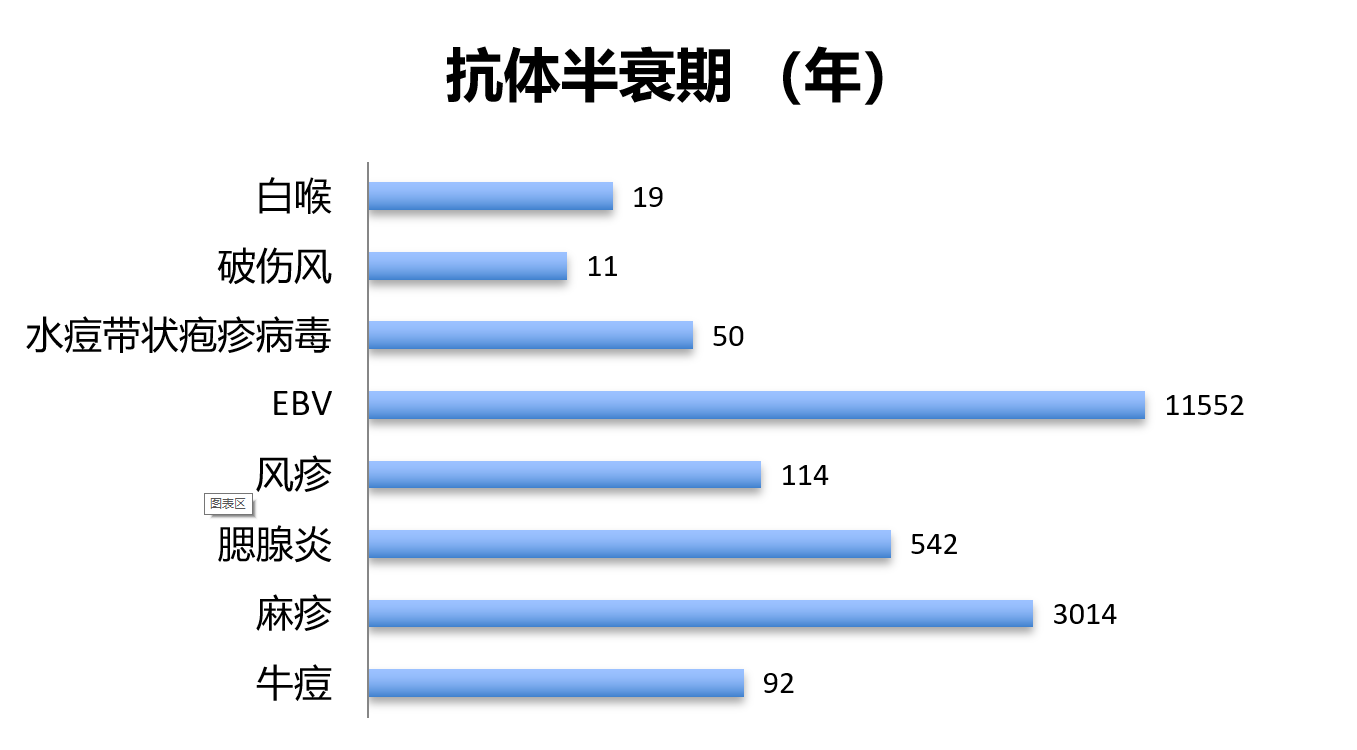 抗体半衰期 （年）
白喉 19
破伤风 11
水痘带状疱疹病毒 50
EBV 11552
风疹 114
图表区
腮腺炎 542
麻疹 3014
牛痘 92